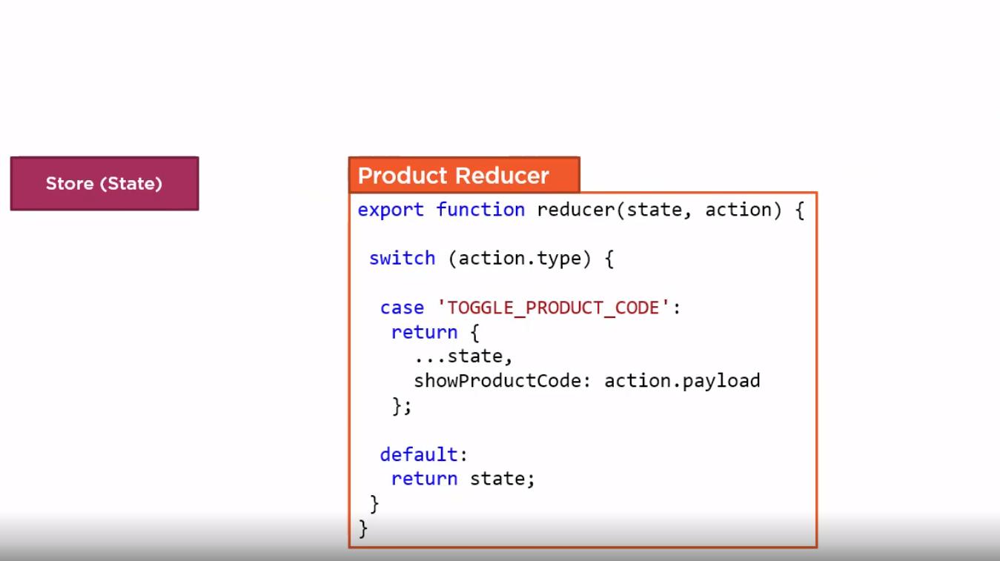 Store (State)
Product Reducer
export function reducer(state, action) {
switch (action.type) {
case 'TOGGLE_PRODUCT_CODE':
return {
...state,
showProductCode: action.payload
};
default:
return state;
}
}